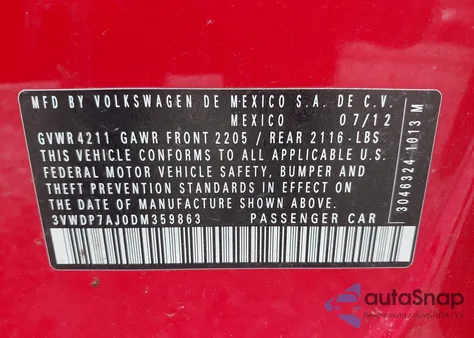 MFD BY VOLKSWAGEN DE MEXICO S.A. DE C.V.
MEXICO 07/12
GVWR 4211 GAWR FRONT 2205 / REAR 2116-LBS
THIS VEHICLE CONFORMS TO ALL APPLICABLE
FEDERAL MOTOR VEHICLE SAFETY, BUMPER AND
THEFT PREVENTION STANDARDS IN EFFECT ON
THE DATE OF MANUFACTURE SHOWN ABOVE.
3VWDP7AJ0DM359863 PASSENGER CAR
3046324 1013 M
autoSnap